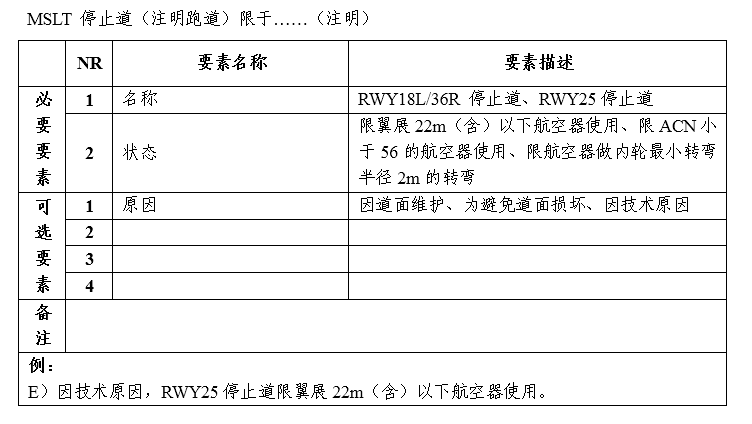 MSLT 停止道（注明跑道）限于……（注明）
NR 要素名称 要素描述
必要要素
1 名称 RWY18L/36R 停止道、RWY25 停止道
2 状态 限翼展 22m（含）以下航空器使用、限 ACN 小
于 56 的航空器使用、限航空器做内轮最小转弯
半径 2m 的转弯
可选要素
1 原因 因道面维护、为避免道面损坏、因技术原因
2
3
4
备注
例：
E）因技术原因，RWY25 停止道限翼展 22m（含）以下航空器使用。